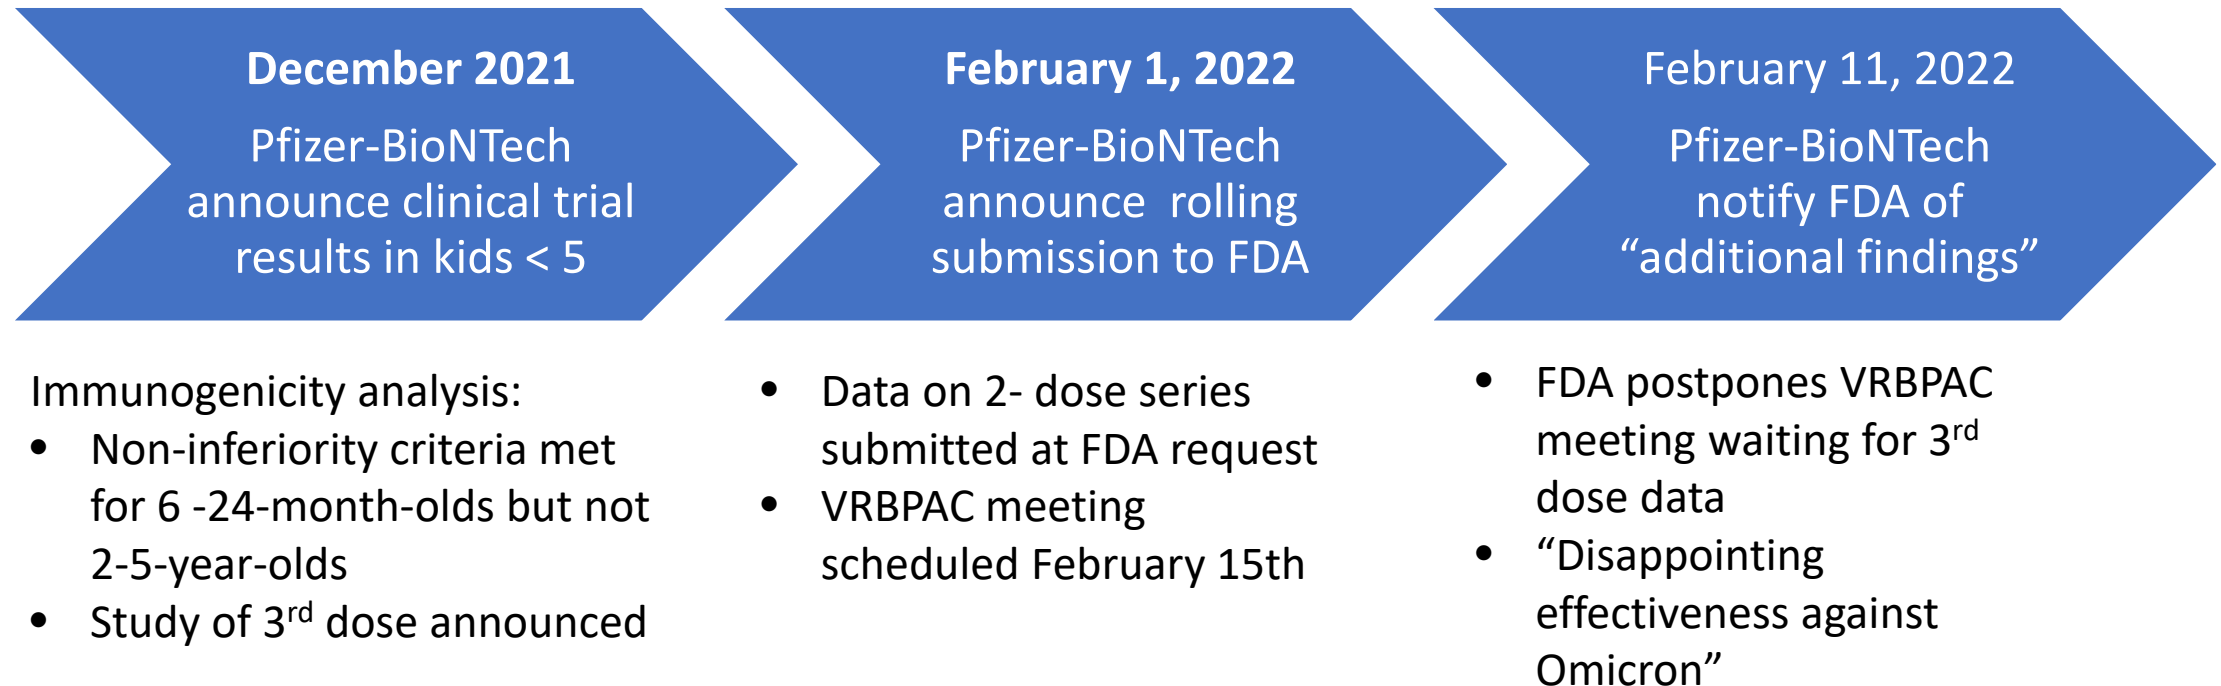 December 2021
Pfizer-BioNTech
announce clinical trial
results in kids < 5
Immunogenicity analysis:
• Non-inferiority criteria met
for 6 -24-month-olds but not
2-5-year-olds
• Study of 3rd dose announced
February 1, 2022
Pfizer-BioNTech
announce  rolling
submission to FDA
• Data on 2- dose series
submitted at FDA request
• VRBPAC meeting
scheduled February 15th
February 11, 2022
Pfizer-BioNTech
notify FDA of
“additional findings”
• FDA postpones VRBPAC
meeting waiting for 3rd
dose data
• “Disappointing
effectiveness against
Omicron”